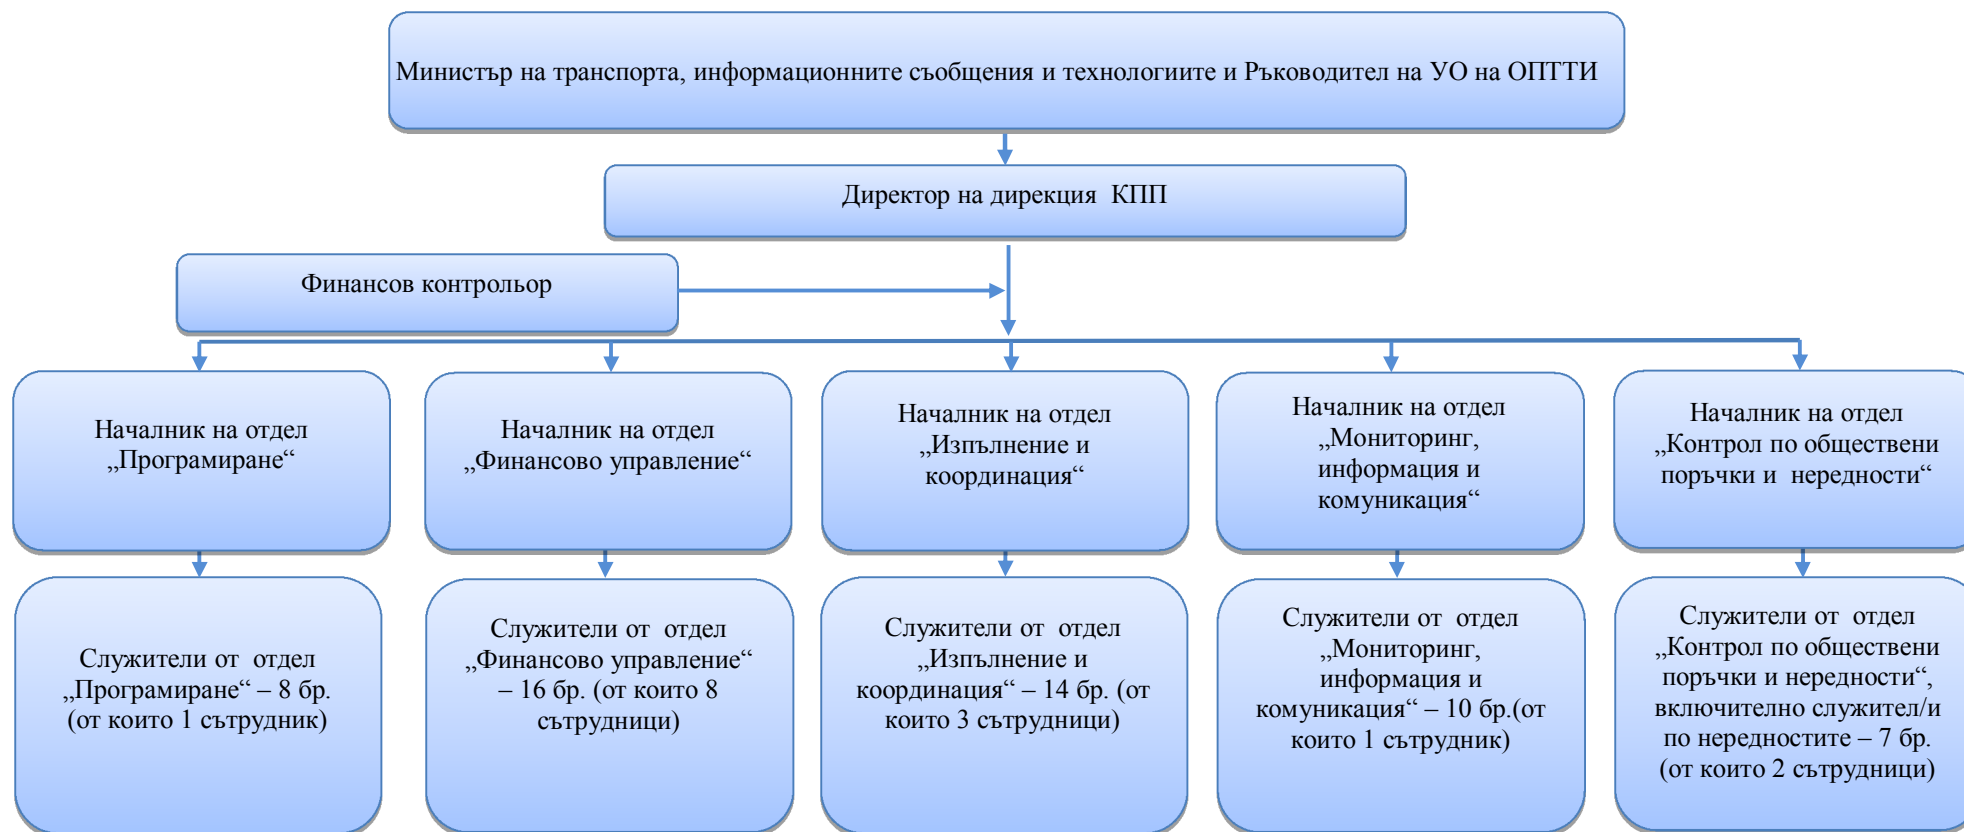 Министър на транспорта, информационните съобщения и технологиите и Ръководител на УО на ОПТТИ
Директор на дирекция  КПП
Финансов контрольор
Началник на отдел
„Програмиране“
Началник на отдел
„Финансово управление“
Началник на отдел
„Изпълнение и
координация“
Началник на отдел
„Мониторинг,
информация и
комуникация“
Началник на отдел
„Контрол по обществени
поръчки и  нередности“
Служители от  отдел
„Програмиране“ – 8 бр.
(от които 1 сътрудник)
Служители от  отдел
„Финансово управление“
– 16 бр. (от които 8
сътрудници)
Служители от  отдел
„Изпълнение и
координация“ – 14 бр. (от
които 3 сътрудници)
Служители от  отдел
„Мониторинг,
информация и
комуникация“ – 10 бр.(от
които 1 сътрудник)
Служители от  отдел
„Контрол по обществени
поръчки и нередности“,
включително служител/и
по нередностите – 7 бр.
(от които 2 сътрудници)